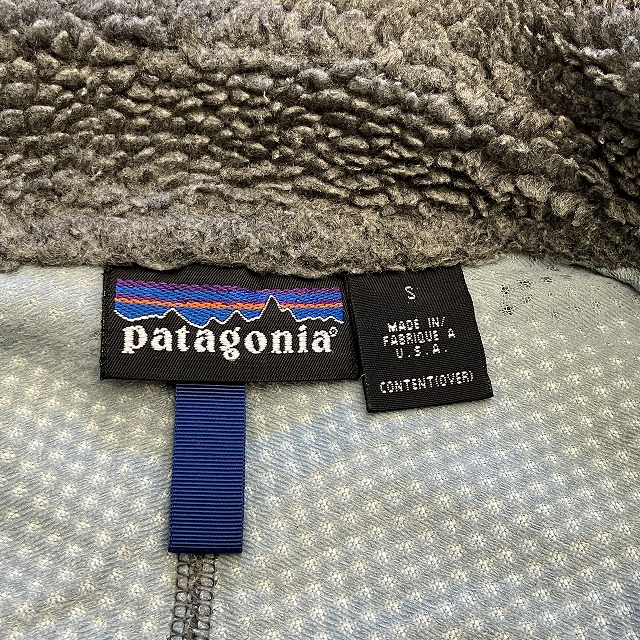 patagonia®
S
MADE IN/
FABRIQUE A
U.S.A.
CONTENT(OVER)